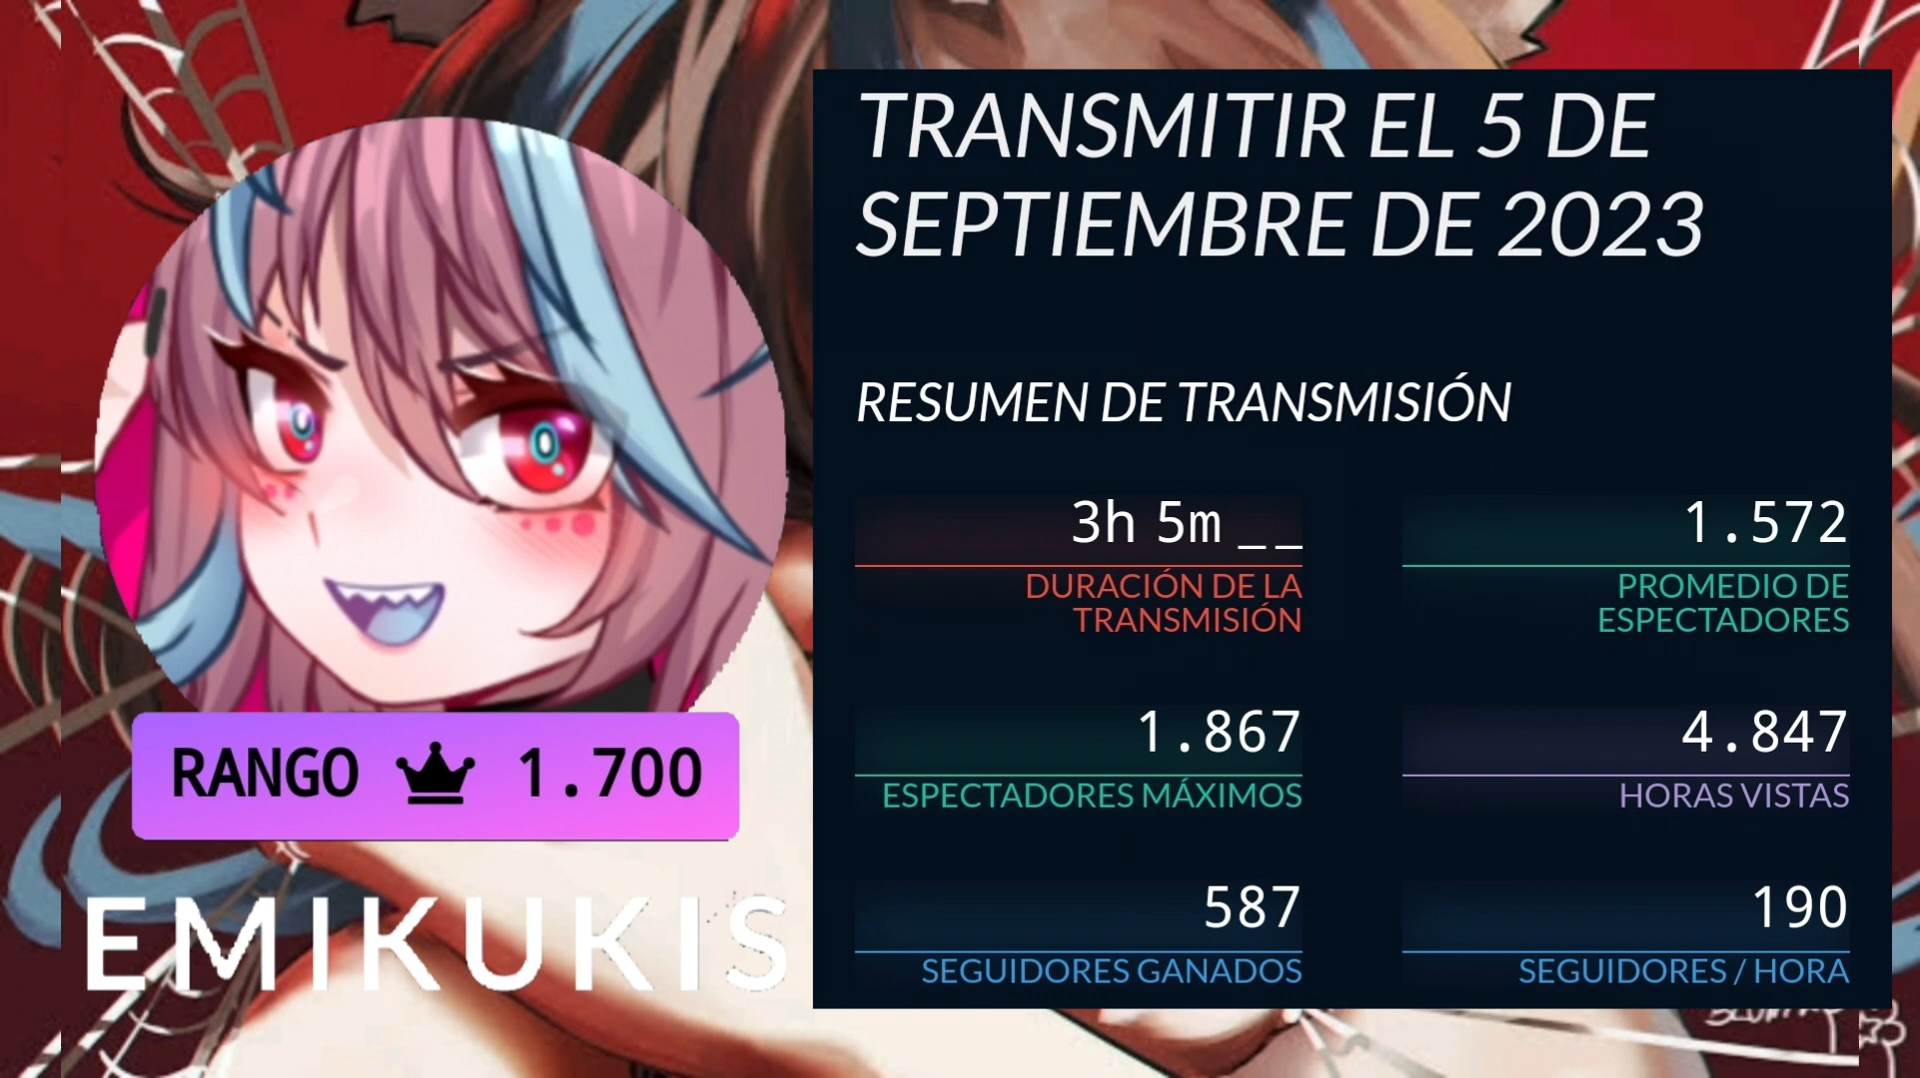 TRANSMITIR EL 5 DE
SEPTIEMBRE DE 2023
RESUMEN DE TRANSMISIÓN
3h 5m _ _
DURACIÓN DE LA
TRANSMISIÓN
1.572
PROMEDIO DE
ESPECTADORES
1.867
ESPECTADORES MÁXIMOS
4.847
HORAS VISTAS
587
SEGUIDORES GANADOS
190
SEGUIDORES / HORA
RANGO 1.700
EMIKUKIS